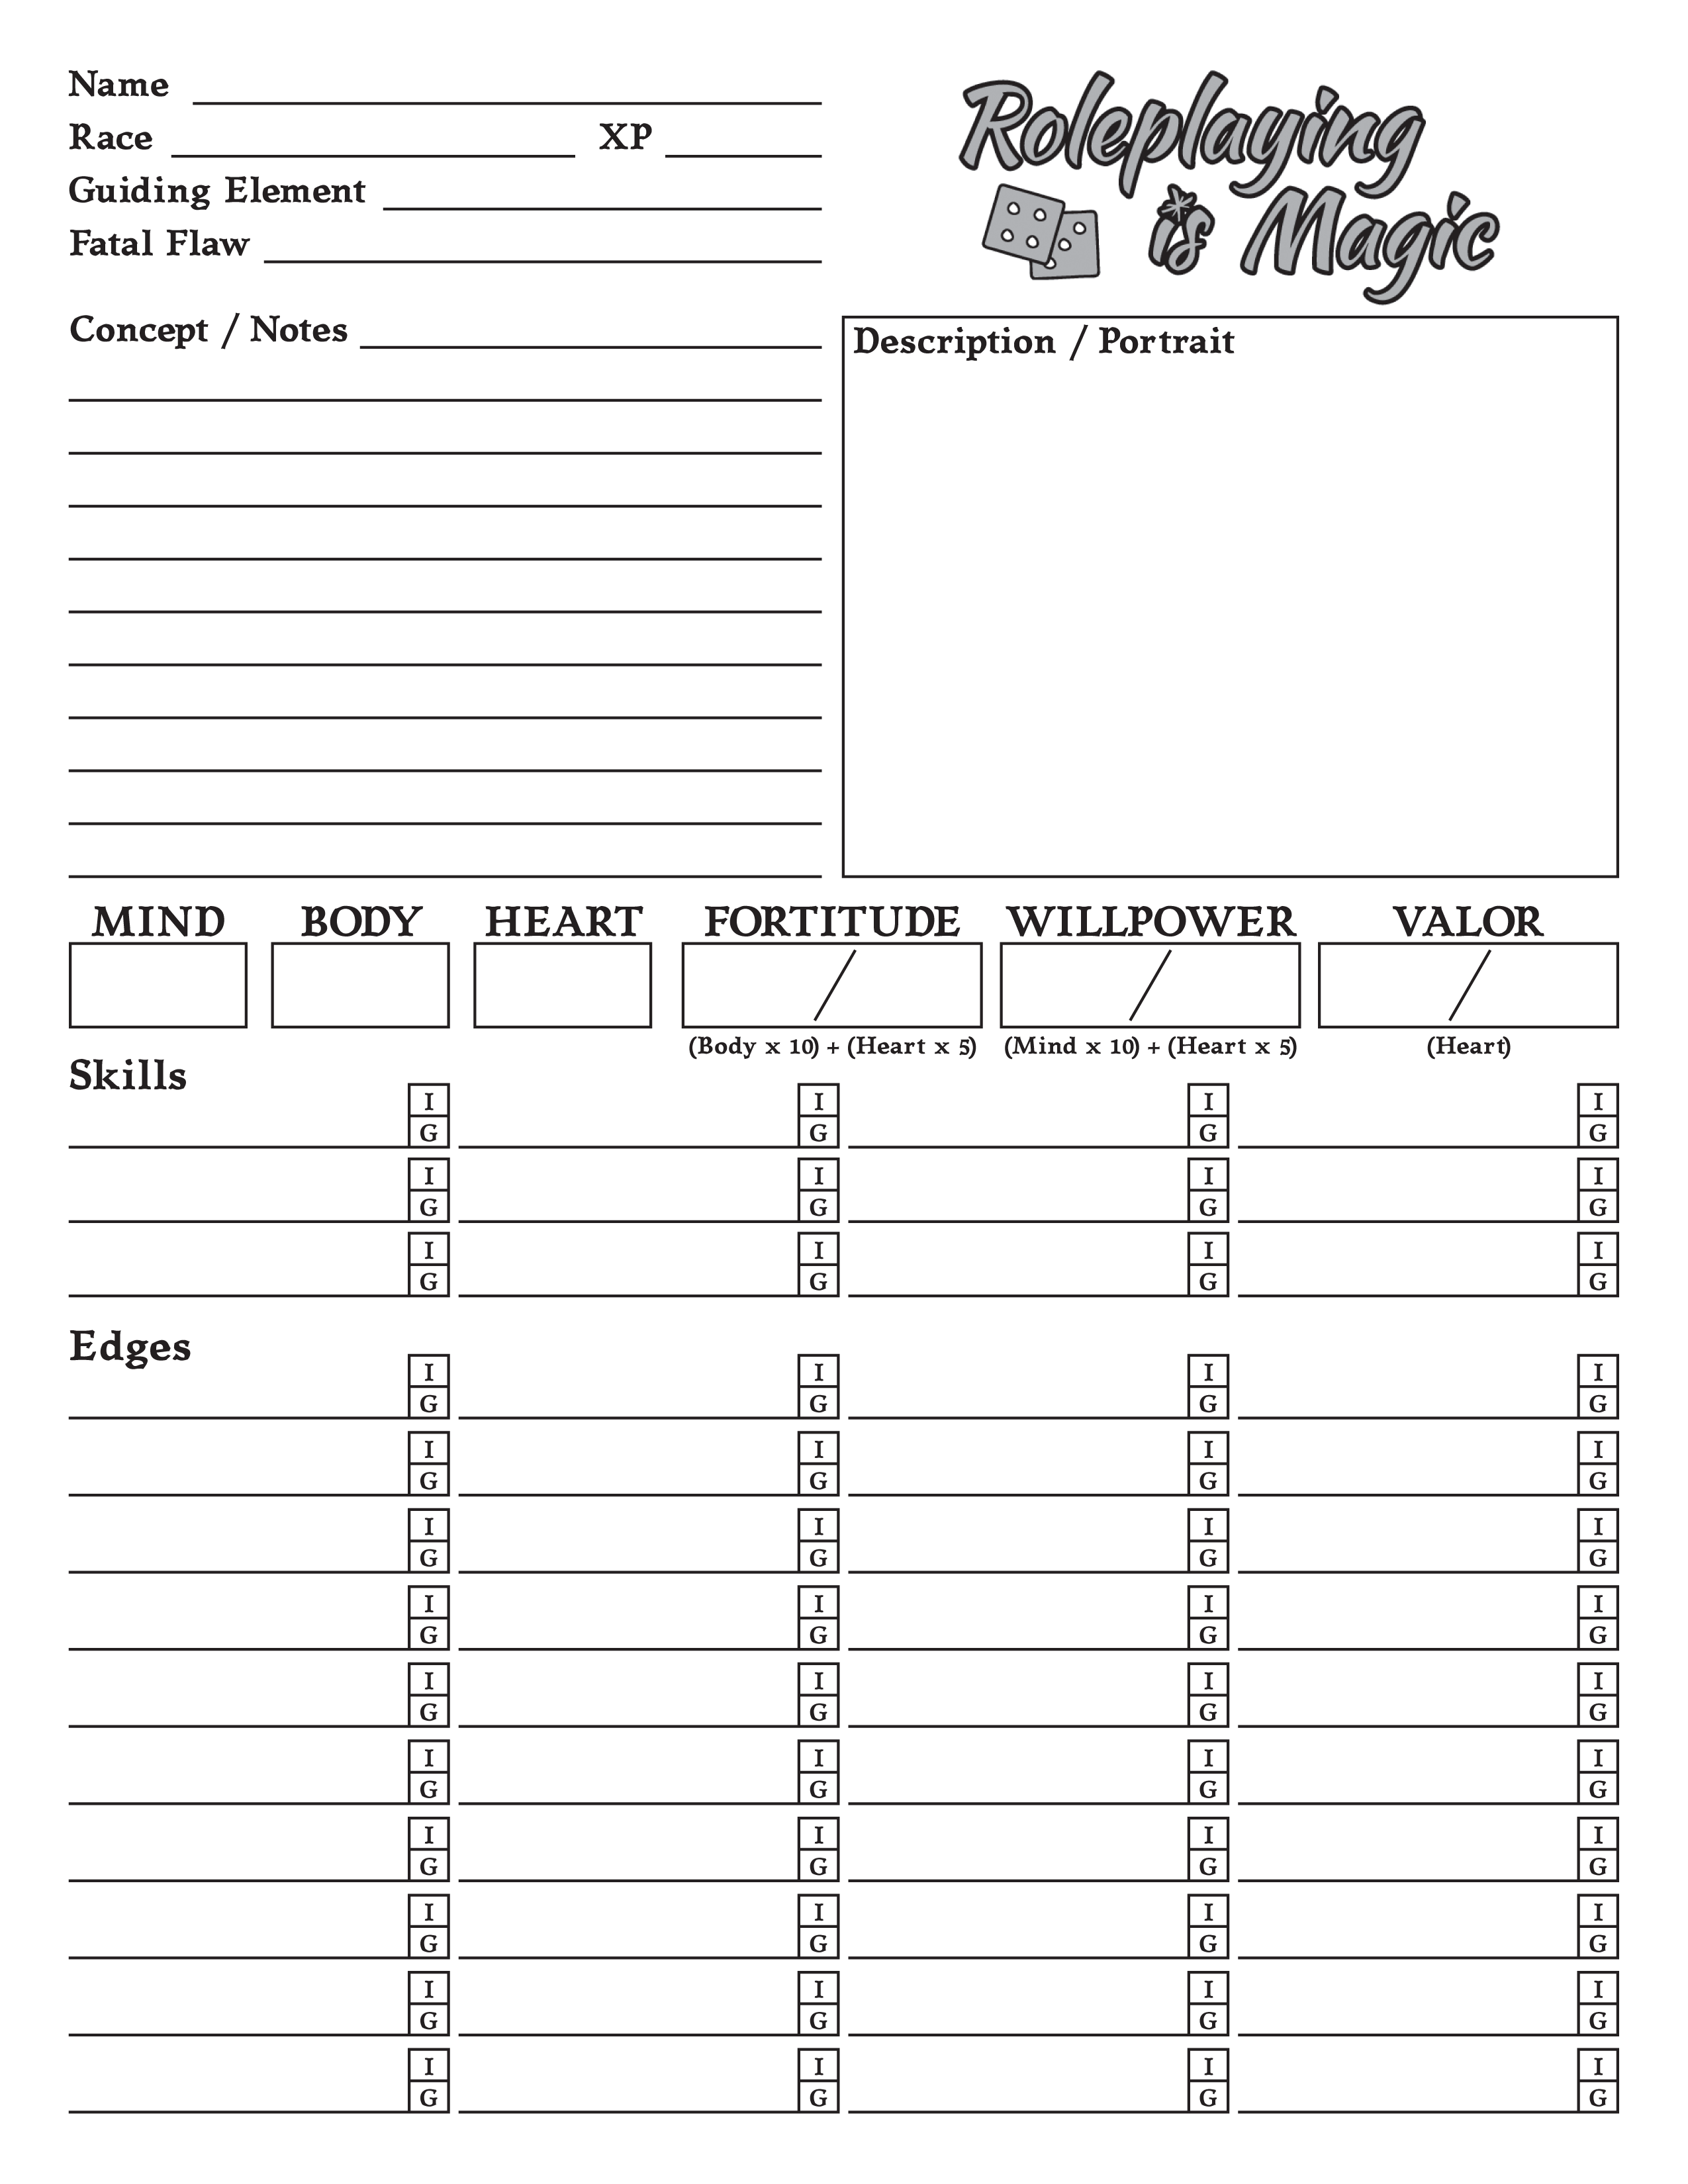 Name
Race XP
Guiding Element
Fatal Flaw
Roleplaying
is Magic
Concept / Notes
Description / Portrait
MIND BODY HEART FORTITUDE WILLPOWER VALOR
(Body x 10) + (Heart x 5) (Mind x 10) + (Heart x 5) (Heart)
Skills
I I I I
G G G G
I I I I
G G G G
I I I I
G G G G
Edges
I I I I
G G G G
I I I I
G G G G
I I I I
G G G G
I I I I
G G G G
I I I I
G G G G
I I I I
G G G G
I I I I
G G G G
I I I I
G G G G
I I I I
G G G G
I I I I
G G G G